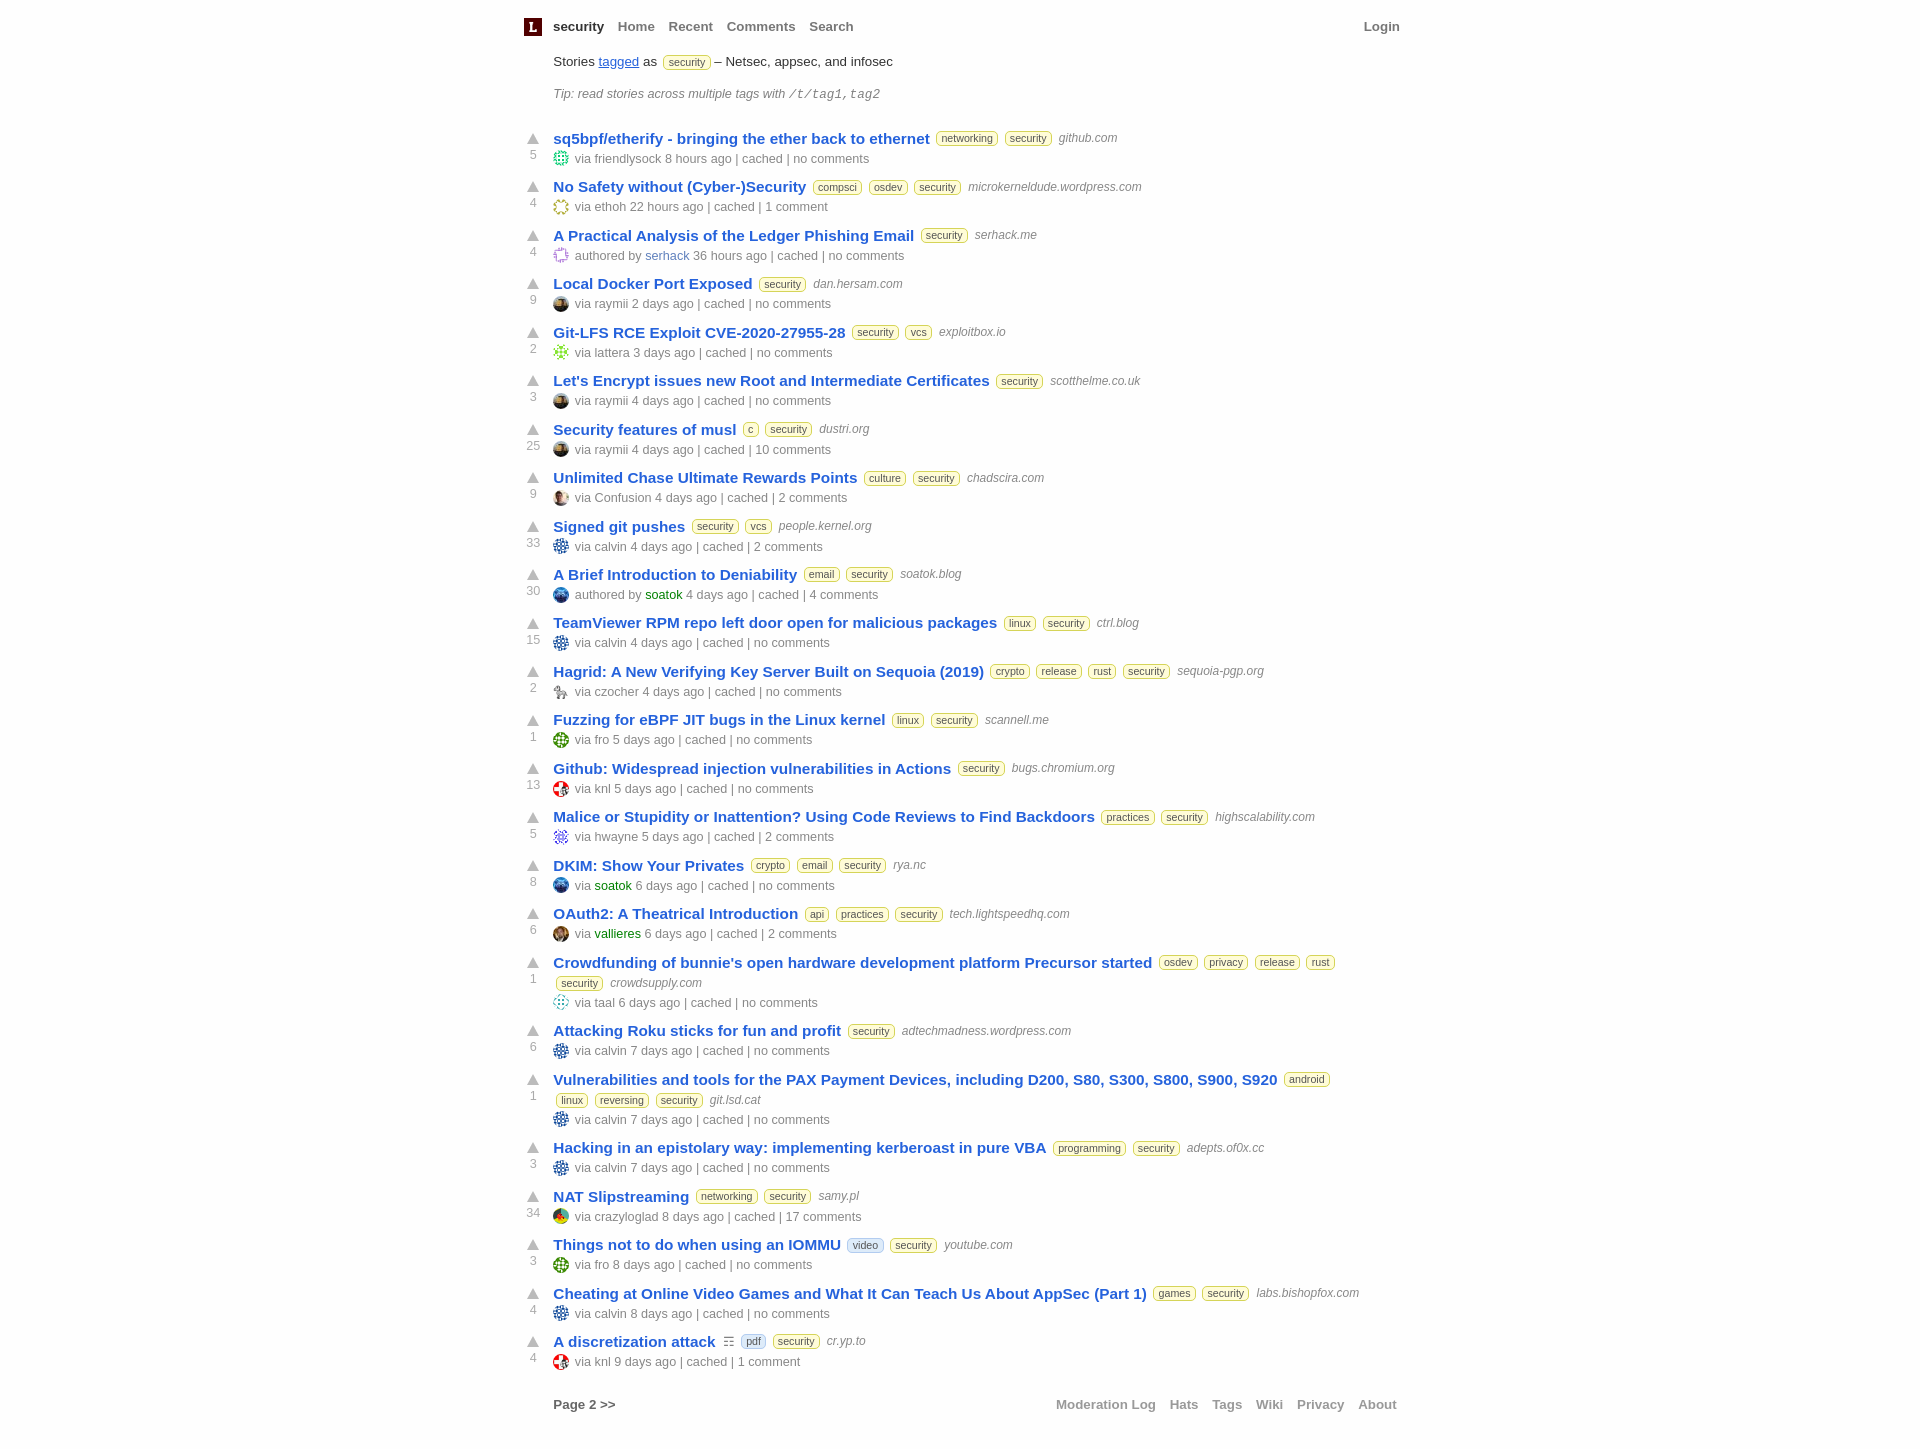 L security Home Recent Comments Search Login
Stories tagged as security – Netsec, appsec, and infosec
Tip: read stories across multiple tags with /t/tag1,tag2
sq5bpf/etherify - bringing the ether back to ethernet networking security github.com
5 via friendlysock 8 hours ago | cached | no comments
No Safety without (Cyber-)Security compsci osdev security microkerneldude.wordpress.com
4 via ethoh 22 hours ago | cached | 1 comment
A Practical Analysis of the Ledger Phishing Email security serhack.me
4 authored by serhack 36 hours ago | cached | no comments
Local Docker Port Exposed security dan.hersam.com
9 via raymii 2 days ago | cached | no comments
Git-LFS RCE Exploit CVE-2020-27955-28 security vcs exploitbox.io
2 via lattera 3 days ago | cached | no comments
Let's Encrypt issues new Root and Intermediate Certificates security scotthelme.co.uk
3 via raymii 4 days ago | cached | no comments
Security features of musl c security dustri.org
25 via raymii 4 days ago | cached | 10 comments
Unlimited Chase Ultimate Rewards Points culture security chadscira.com
9 via Confusion 4 days ago | cached | 2 comments
Signed git pushes security vcs people.kernel.org
33 via calvin 4 days ago | cached | 2 comments
A Brief Introduction to Deniability email security soatok.blog
30 authored by soatok 4 days ago | cached | 4 comments
TeamViewer RPM repo left door open for malicious packages linux security ctrl.blog
15 via calvin 4 days ago | cached | no comments
Hagrid: A New Verifying Key Server Built on Sequoia (2019) crypto release rust security sequoia-pgp.org
2 via czocher 4 days ago | cached | no comments
Fuzzing for eBPF JIT bugs in the Linux kernel linux security scannell.me
1 via fro 5 days ago | cached | no comments
Github: Widespread injection vulnerabilities in Actions security bugs.chromium.org
13 via knl 5 days ago | cached | no comments
Malice or Stupidity or Inattention? Using Code Reviews to Find Backdoors practices security highscalability.com
5 via hwayne 5 days ago | cached | 2 comments
DKIM: Show Your Privates crypto email security rya.nc
8 via soatok 6 days ago | cached | no comments
OAuth2: A Theatrical Introduction api practices security tech.lightspeedhq.com
6 via vallieres 6 days ago | cached | 2 comments
Crowdfunding of bunnie's open hardware development platform Precursor started osdev privacy release rust
1 security crowdsupply.com
via taal 6 days ago | cached | no comments
Attacking Roku sticks for fun and profit security adtechmadness.wordpress.com
6 via calvin 7 days ago | cached | no comments
Vulnerabilities and tools for the PAX Payment Devices, including D200, S80, S300, S800, S900, S920 android
1 linux reversing security git.lsd.cat
via calvin 7 days ago | cached | no comments
Hacking in an epistolary way: implementing kerberoast in pure VBA programming security adepts.of0x.cc
3 via calvin 7 days ago | cached | no comments
NAT Slipstreaming networking security samy.pl
34 via crazyloglad 8 days ago | cached | 17 comments
Things not to do when using an IOMMU video security youtube.com
3 via fro 8 days ago | cached | no comments
Cheating at Online Video Games and What It Can Teach Us About AppSec (Part 1) games security labs.bishopfox.com
4 via calvin 8 days ago | cached | no comments
A discretization attack ☶ pdf security cr.yp.to
4 via knl 9 days ago | cached | 1 comment
Page 2 >> Moderation Log Hats Tags Wiki Privacy About